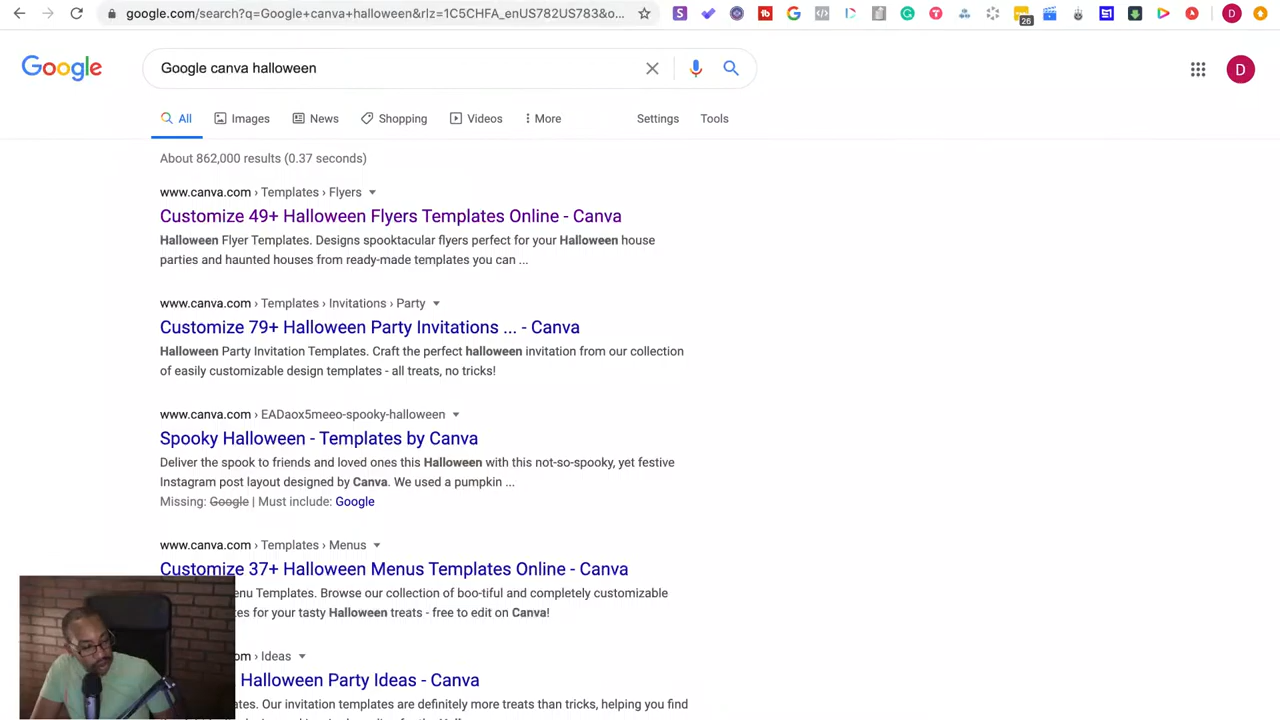 google.com/search?q=Google+canva+halloween&rlz=1C5CHFA_enUS782US783&o...
26
D
Google
Google canva halloween
D
All
Images
News
Shopping
Videos
More
Settings
Tools
About 862,000 results (0.37 seconds)
www.canva.com › Templates › Flyers
Customize 49+ Halloween Flyers Templates Online - Canva
Halloween Flyer Templates. Designs spooktacular flyers perfect for your Halloween house
parties and haunted houses from ready-made templates you can ...
www.canva.com › Templates › Invitations › Party
Customize 79+ Halloween Party Invitations ... - Canva
Halloween Party Invitation Templates. Craft the perfect halloween invitation from our collection
of easily customizable design templates - all treats, no tricks!
www.canva.com › EADaox5meeo-spooky-halloween
Spooky Halloween - Templates by Canva
Deliver the spook to friends and loved ones this Halloween with this not-so-spooky, yet festive
Instagram post layout designed by Canva. We used a pumpkin ...
Missing: Google | Must include: Google
www.canva.com › Templates › Menus
Customize 37+ Halloween Menus Templates Online - Canva
enu Templates. Browse our collection of boo-tiful and completely customizable
es for your tasty Halloween treats - free to edit on Canva!
om › Ideas
Halloween Party Ideas - Canva
ates. Our invitation templates are definitely more treats than tricks, helping you find